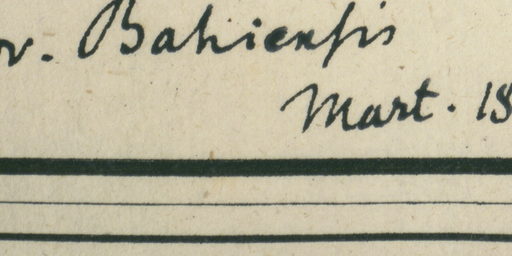 v. Bahiensis
Mart. 18